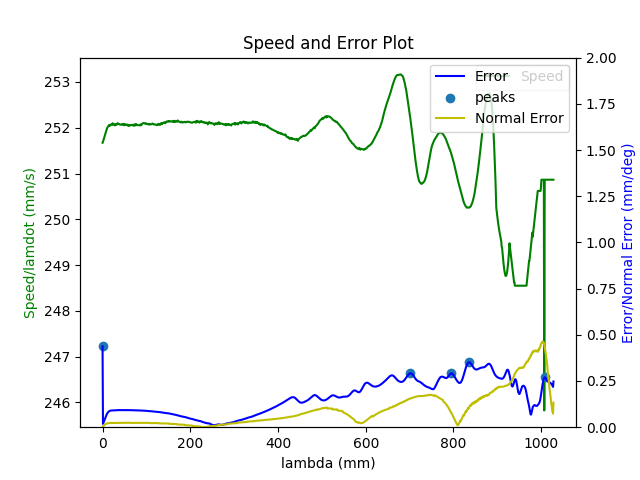 Speed and Error Plot
Error
Speed
peaks
Normal Error
253
252
251
250
249
248
247
246
2.00
1.75
1.50
1.25
1.00
0.75
0.50
0.25
0.00
Speed/lamdot (mm/s)
Error/Normal Error (mm/deg)
0 200 400 600 800 1000
lambda (mm)